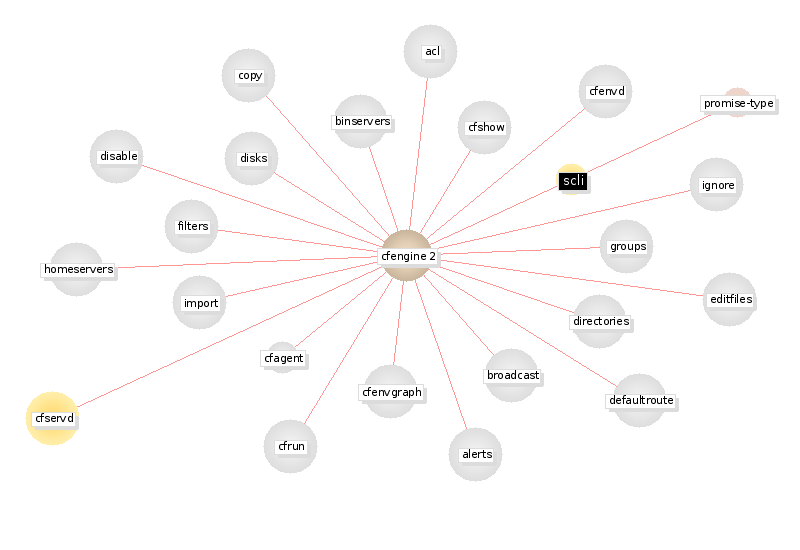 acl
copy
cfenvd
promise-type
binservers
cfshow
disable
disks
scli
ignore
filters
groups
cfengine 2
homeservers
import
editfiles
directories
cfagent
broadcast
cfenvgraph
defaultroute
cfservd
cfrun
alerts